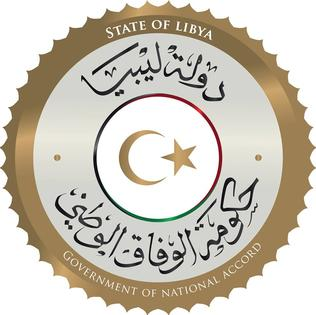 STATE OF LIBYA
دولة ليبيا
حكومة الوفاق الوطني
GOVERNMENT OF NATIONAL ACCORD